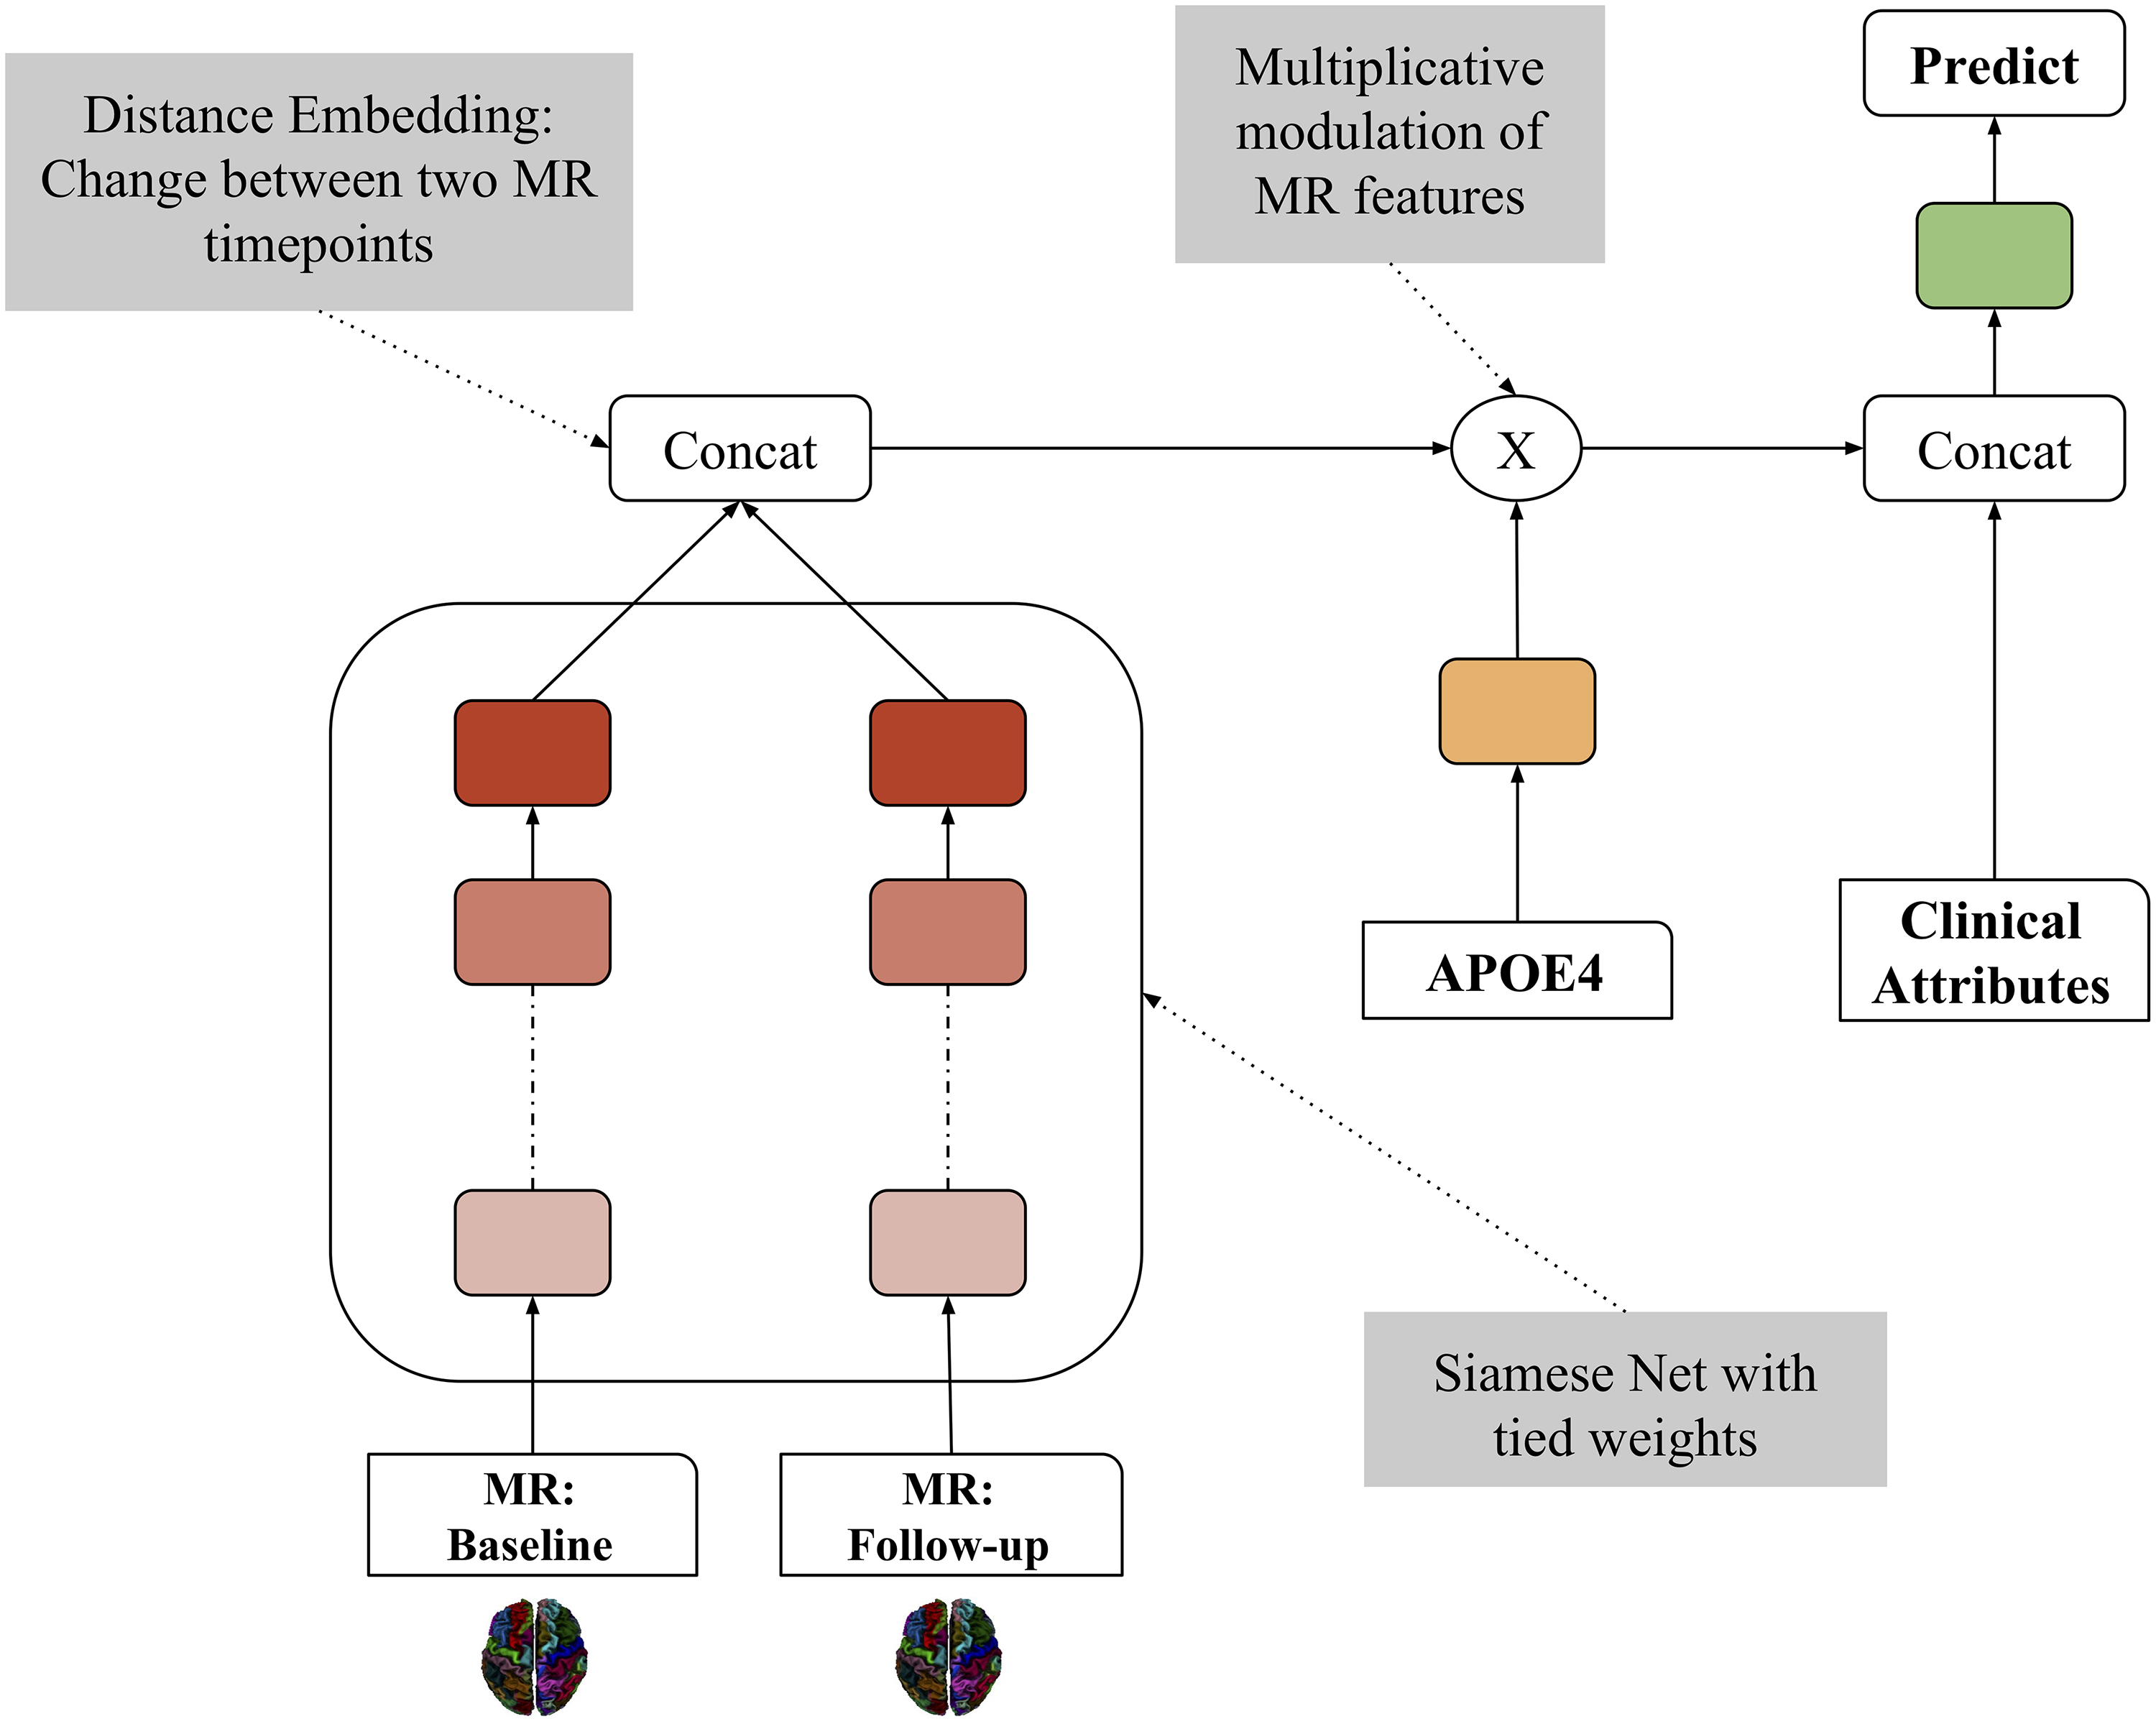 Distance Embedding:
Change between two MR
timepoints
Multiplicative
modulation of
MR features
Predict
Concat
X
Concat
APOE4
Clinical
Attributes
Siamese Net with
tied weights
MR:
Baseline
MR:
Follow-up